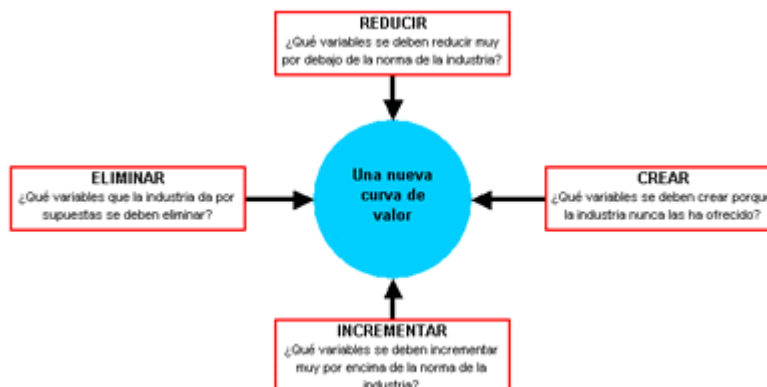 REDUCIR
¿Qué variables se deben reducir muy
por debajo de la norma de la industria?
ELIMINAR
¿Qué variables que la industria da por
supuestas se deben eliminar?
Una nueva
curva de
valor
CREAR
¿Qué variables se deben crear porque
la industria nunca las ha ofrecido?
INCREMENTAR
¿Qué variables se deben incrementar
muy por encima de la norma de la
industria?